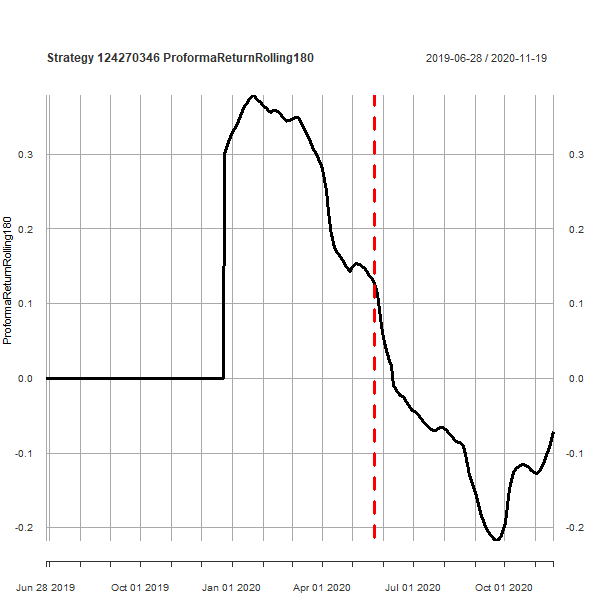 Strategy 124270346 ProformaReturnRolling180
2019-06-28 / 2020-11-19
ProformaReturnRolling180
0.3
0.3
0.2
0.2
0.1
0.1
0.0
0.0
-0.1
-0.1
-0.2
-0.2
Jun 28 2019
Oct 01 2019
Jan 01 2020
Apr 01 2020
Jul 01 2020
Oct 01 2020